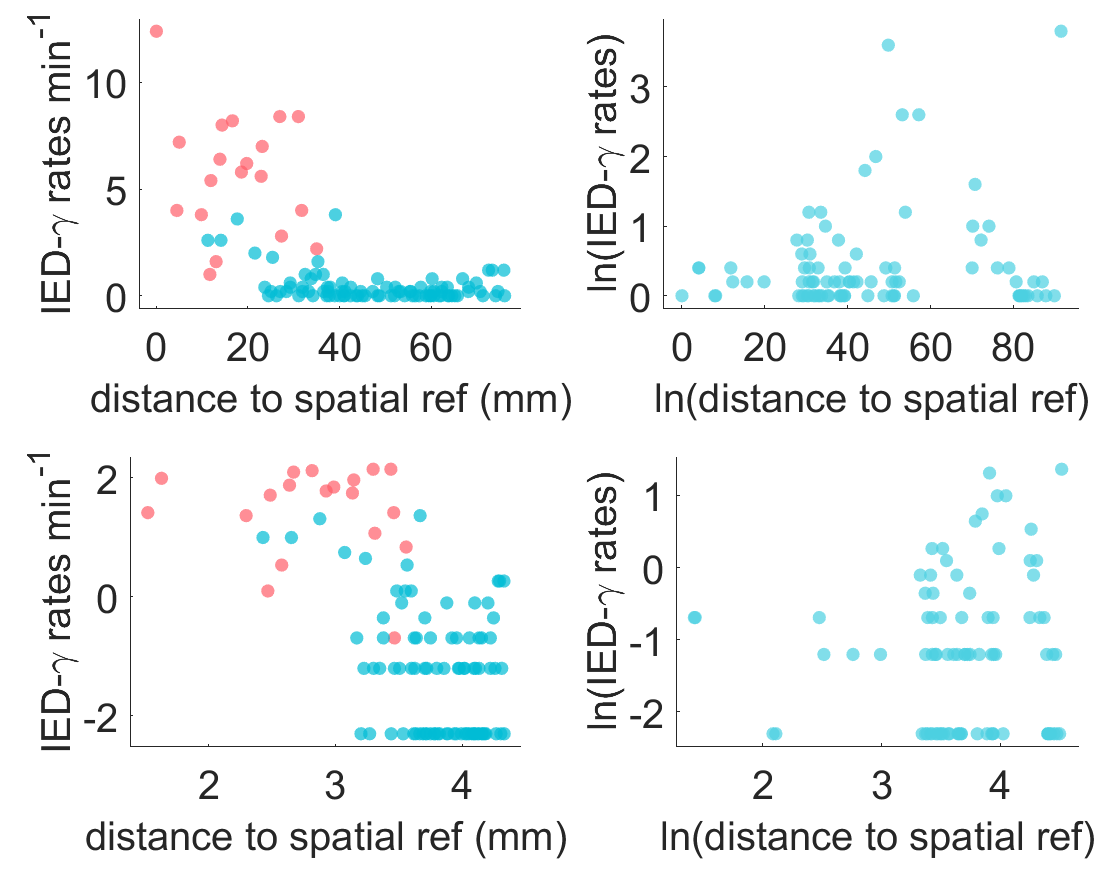 IED-γ rates min-1
10
5
0
0 20 40 60
distance to spatial ref (mm)
ln(IED-γ rates)
3
2
1
0
0 20 40 60 80
ln(distance to spatial ref)
IED-γ rates min-1
2
0
-2
2 3 4
distance to spatial ref (mm)
ln(IED-γ rates)
1
0
-1
-2
2 3 4
ln(distance to spatial ref)